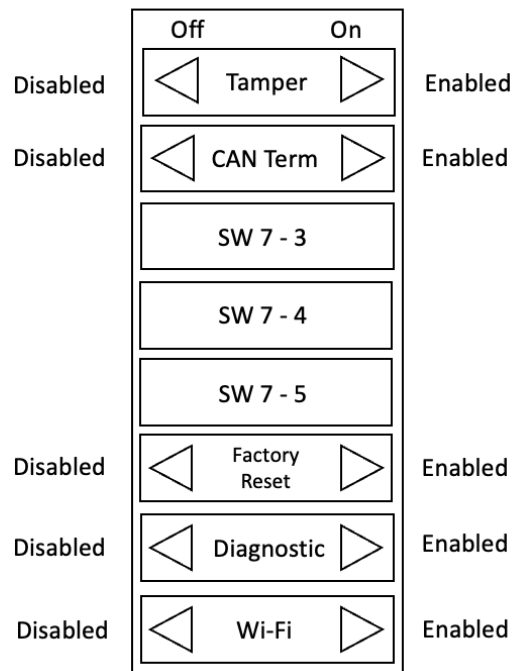 Off On
Disabled Tamper Enabled
Disabled CAN Term Enabled
SW 7 - 3
SW 7 - 4
SW 7 - 5
Disabled Factory Enabled
Reset
Disabled Diagnostic Enabled
Disabled Wi-Fi Enabled